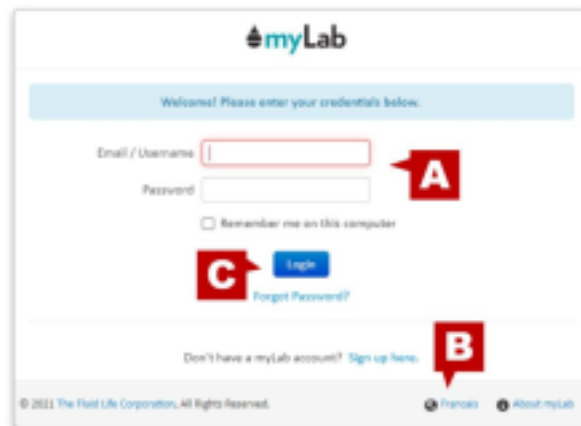 myLab
Welcome! Please enter your credentials below.
Email / Username
A
Password
Remember me on this computer
C
Login
Forgot Password?
Don't have a myLab account? Sign up here.
B
© 2021 The Fluid Life Corporation, All Rights Reserved.
Francais
About myLab